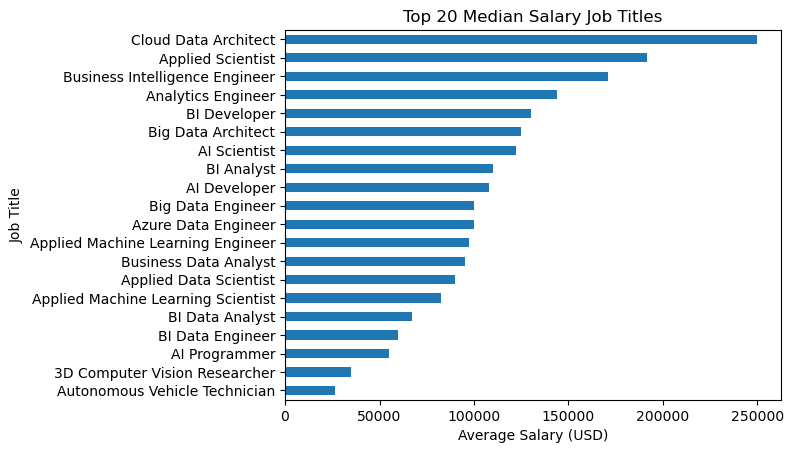 Top 20 Median Salary Job Titles
Job Title
Cloud Data Architect
Applied Scientist
Business Intelligence Engineer
Analytics Engineer
BI Developer
Big Data Architect
AI Scientist
BI Analyst
AI Developer
Big Data Engineer
Azure Data Engineer
Applied Machine Learning Engineer
Business Data Analyst
Applied Data Scientist
Applied Machine Learning Scientist
BI Data Analyst
BI Data Engineer
AI Programmer
3D Computer Vision Researcher
Autonomous Vehicle Technician
0 50000 100000 150000 200000 250000
Average Salary (USD)